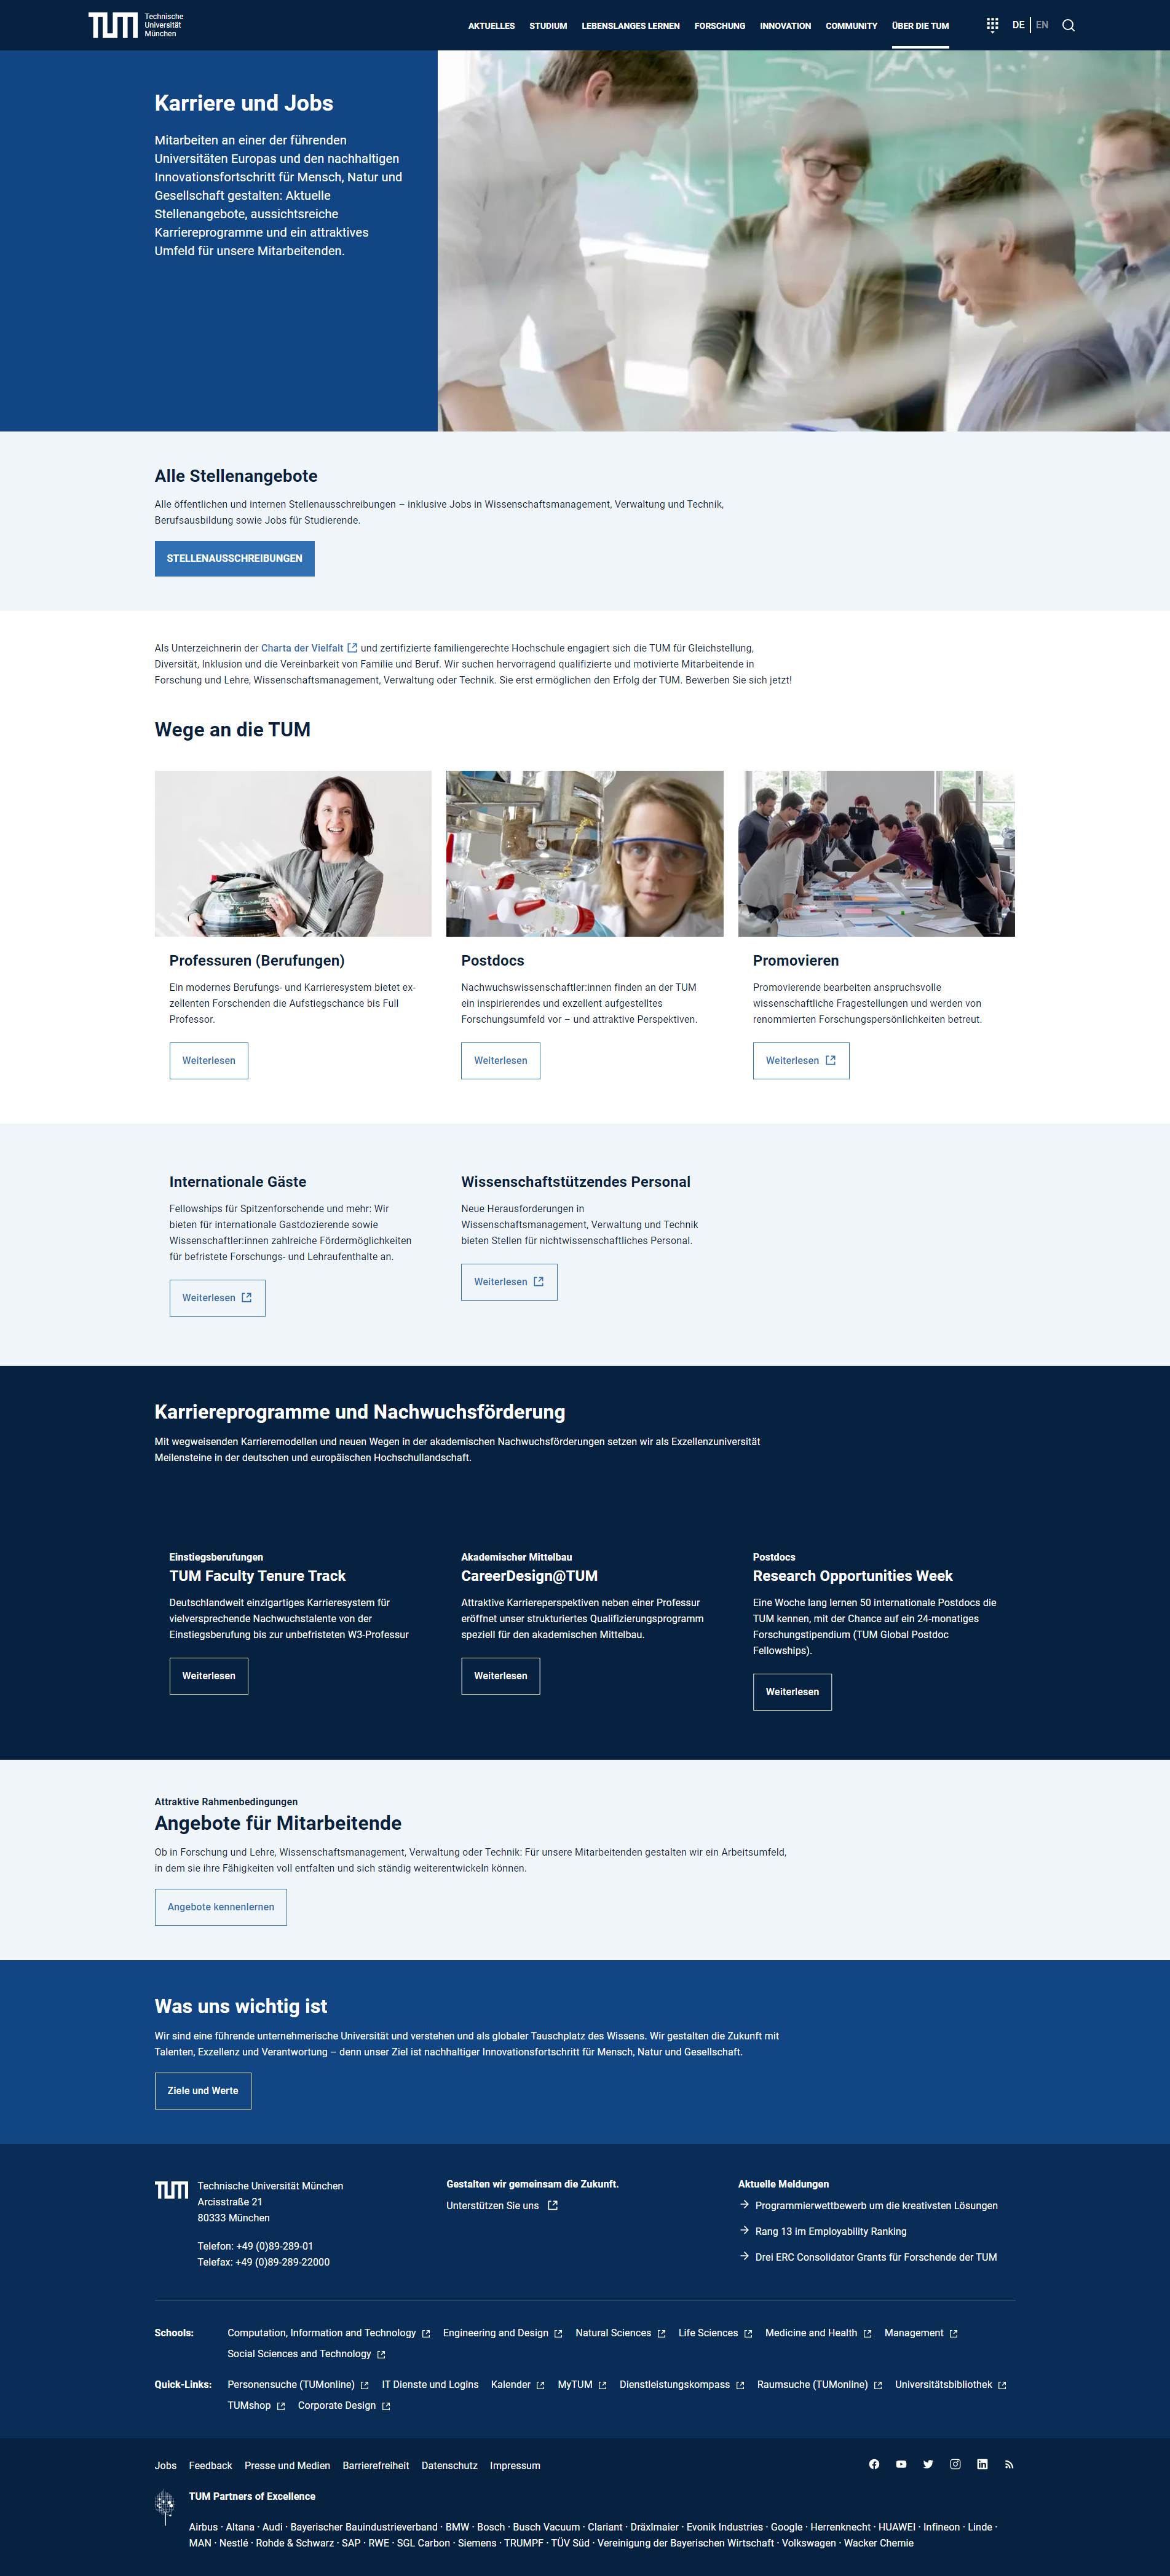 TUM Technische
Universität
München
AKTUELLES STUDIUM LEBENSLANGES LERNEN FORSCHUNG INNOVATION COMMUNITY ÜBER DIE TUM DE EN
Karriere und Jobs
Mitarbeiten an einer der führenden
Universitäten Europas und den nachhaltigen
Innovationsfortschritt für Mensch, Natur und
Gesellschaft gestalten: Aktuelle
Stellenangebote, aussichtsreiche
Karriereprogramme und ein attraktives
Umfeld für unsere Mitarbeitenden.
Alle Stellenangebote
Alle öffentlichen und internen Stellenausschreibungen – inklusive Jobs in Wissenschaftsmanagement, Verwaltung und Technik,
Berufsausbildung sowie Jobs für Studierende.
STELLENAUSSCHREIBUNGEN
Als Unterzeichnerin der Charta der Vielfalt und zertifizierte familiengerechte Hochschule engagiert sich die TUM für Gleichstellung,
Diversität, Inklusion und die Vereinbarkeit von Familie und Beruf. Wir suchen hervorragend qualifizierte und motivierte Mitarbeitende in
Forschung und Lehre, Wissenschaftsmanagement, Verwaltung oder Technik. Sie erst ermöglichen den Erfolg der TUM. Bewerben Sie sich jetzt!
Wege an die TUM
Professuren (Berufungen)
Ein modernes Berufungs- und Karrieresystem bietet ex-
zellenten Forschenden die Aufstiegschance bis Full
Professor.
Weiterlesen
Postdocs
Nachwuchswissenschaftler:innen finden an der TUM
ein inspirierendes und exzellent aufgestelltes
Forschungsumfeld vor – und attraktive Perspektiven.
Weiterlesen
Promovieren
Promovierende bearbeiten anspruchsvolle
wissenschaftliche Fragestellungen und werden von
renommierten Forschungspersönlichkeiten betreut.
Weiterlesen
Internationale Gäste
Fellowships für Spitzenforschende und mehr: Wir
bieten für internationale Gastdozierende sowie
Wissenschaftler:innen zahlreiche Fördermöglichkeiten
für befristete Forschungs- und Lehraufenthalte an.
Weiterlesen
Wissenschaftstützendes Personal
Neue Herausforderungen in
Wissenschaftsmanagement, Verwaltung und Technik
bieten Stellen für nichtwissenschaftliches Personal.
Weiterlesen
Karriereprogramme und Nachwuchsförderung
Mit wegweisenden Karrieremodellen und neuen Wegen in der akademischen Nachwuchsförderungen setzen wir als Exzellenzuniversität
Meilensteine in der deutschen und europäischen Hochschullandschaft.
Einstiegsberufungen
TUM Faculty Tenure Track
Deutschlandweit einzigartiges Karrieresystem für
vielversprechende Nachwuchstalente von der
Einstiegsberufung bis zur unbefristeten W3-Professur
Weiterlesen
Akademischer Mittelbau
CareerDesign@TUM
Attraktive Karriereperspektiven neben einer Professur
eröffnet unser strukturiertes Qualifizierungsprogramm
speziell für den akademischen Mittelbau.
Weiterlesen
Postdocs
Research Opportunities Week
Eine Woche lang lernen 50 internationale Postdocs die
TUM kennen, mit der Chance auf ein 24-monatiges
Forschungstipendium (TUM Global Postdoc
Fellowships).
Weiterlesen
Attraktive Rahmenbedingungen
Angebote für Mitarbeitende
Ob in Forschung und Lehre, Wissenschaftsmanagement, Verwaltung oder Technik: Für unsere Mitarbeitenden gestalten wir ein Arbeitsumfeld,
in dem sie ihre Fähigkeiten voll entfalten und sich ständig weiterentwickeln können.
Angebote kennenlernen
Was uns wichtig ist
Wir sind eine führende unternehmerische Universität und verstehen und als globaler Tauschplatz des Wissens. Wir gestalten die Zukunft mit
Talenten, Exzellenz und Verantwortung – denn unser Ziel ist nachhaltiger Innovationsfortschritt für Mensch, Natur und Gesellschaft.
Ziele und Werte
TUM Technische Universität München
Arcisstraße 21
80333 München
Telefon: +49 (0)89-289-01
Telefax: +49 (0)89-289-22000
Gestalten wir gemeinsam die Zukunft.
Unterstützen Sie uns
Aktuelle Meldungen
Programmierwettbewerb um die kreativsten Lösungen
Rang 13 im Employability Ranking
Drei ERC Consolidator Grants für Forschende der TUM
Schools: Computation, Information and Technology Engineering and Design Natural Sciences Life Sciences Medicine and Health Management
Social Sciences and Technology
Quick-Links: Personensuche (TUMonline) IT Dienste und Logins Kalender MyTUM Dienstleistungskompass Raumsuche (TUMonline) Universitätsbibliothek
TUMshop Corporate Design
Jobs Feedback Presse und Medien Barrierefreiheit Datenschutz Impressum
TUM Partners of Excellence
Airbus · Altana · Audi · Bayerischer Bauindustrieverband · BMW · Bosch · Busch Vacuum · Clariant · Dräxlmaier · Evonik Industries · Google · Herrenknecht · HUAWEI · Infineon · Linde ·
MAN · Nestlé · Rohde & Schwarz · SAP · RWE · SGL Carbon · Siemens · TRUMPF · TÜV Süd · Vereinigung der Bayerischen Wirtschaft · Volkswagen · Wacker Chemie